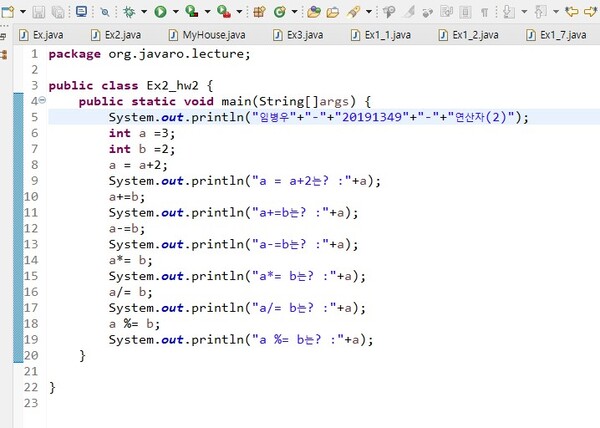 Ex.java Ex2.java MyHouse.java Ex3.java Ex1_1.java Ex1_2.java Ex1_7.java
1 package org.javaro.lecture;
2
3 public class Ex2_hw2 {
4 public static void main(String[]args) {
5 System.out.println("임병우"+"-"+"20191349"+"-"+"연산자(2)");
6 int a =3;
7 int b =2;
8 a = a+2;
9 System.out.println("a = a+2는? :"+a);
10 a+=b;
11 System.out.println("a+=b는? :"+a);
12 a-=b;
13 System.out.println("a-=b는? :"+a);
14 a*= b;
15 System.out.println("a*= b는? :"+a);
16 a/= b;
17 System.out.println("a/= b는? :"+a);
18 a %= b;
19 System.out.println("a %= b는? :"+a);
20 }
21
22 }
23